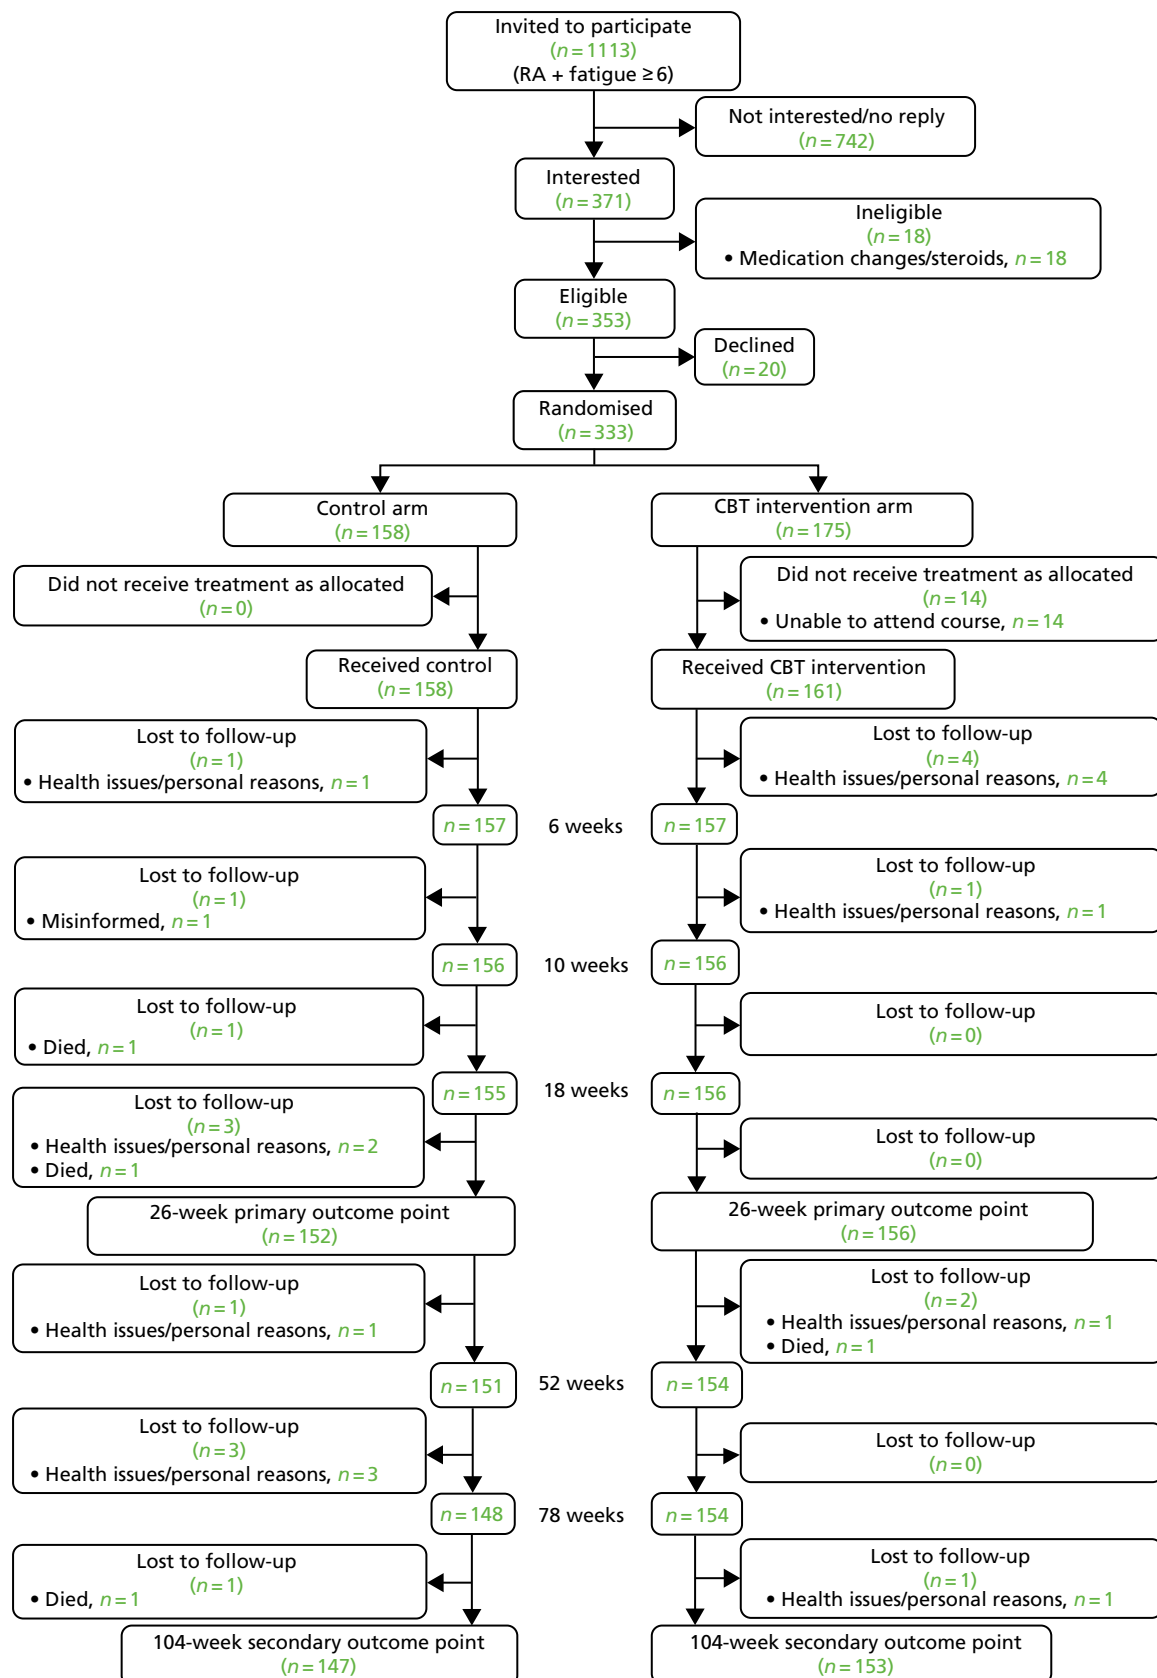 Invited to participate
(n=1113)
(RA + fatigue ≥6)
Not interested/no reply
(n=742)
Interested
(n=371)
Ineligible
(n=18)
• Medication changes/steroids, n=18
Eligible
(n=353)
Declined
(n=20)
Randomised
(n=333)
Control arm
(n=158)
CBT intervention arm
(n=175)
Did not receive treatment as allocated
(n=0)
Did not receive treatment as allocated
(n=14)
• Unable to attend course, n=14
Received control
(n=158)
Received CBT intervention
(n=161)
Lost to follow-up
(n=1)
• Health issues/personal reasons, n=1
Lost to follow-up
(n=4)
• Health issues/personal reasons, n=4
n=157
6 weeks
n=157
Lost to follow-up
(n=1)
• Misinformed, n=1
Lost to follow-up
(n=1)
• Health issues/personal reasons, n=1
n=156
10 weeks
n=156
Lost to follow-up
(n=1)
• Died, n=1
Lost to follow-up
(n=0)
n=155
18 weeks
n=156
Lost to follow-up
(n=3)
• Health issues/personal reasons, n=2
• Died, n=1
Lost to follow-up
(n=0)
26-week primary outcome point
(n=152)
26-week primary outcome point
(n=156)
Lost to follow-up
(n=1)
• Health issues/personal reasons, n=1
Lost to follow-up
(n=2)
• Health issues/personal reasons, n=1
• Died, n=1
n=151
52 weeks
n=154
Lost to follow-up
(n=3)
• Health issues/personal reasons, n=3
Lost to follow-up
(n=0)
n=148
78 weeks
n=154
Lost to follow-up
(n=1)
• Died, n=1
Lost to follow-up
(n=1)
• Health issues/personal reasons, n=1
104-week secondary outcome point
(n=147)
104-week secondary outcome point
(n=153)